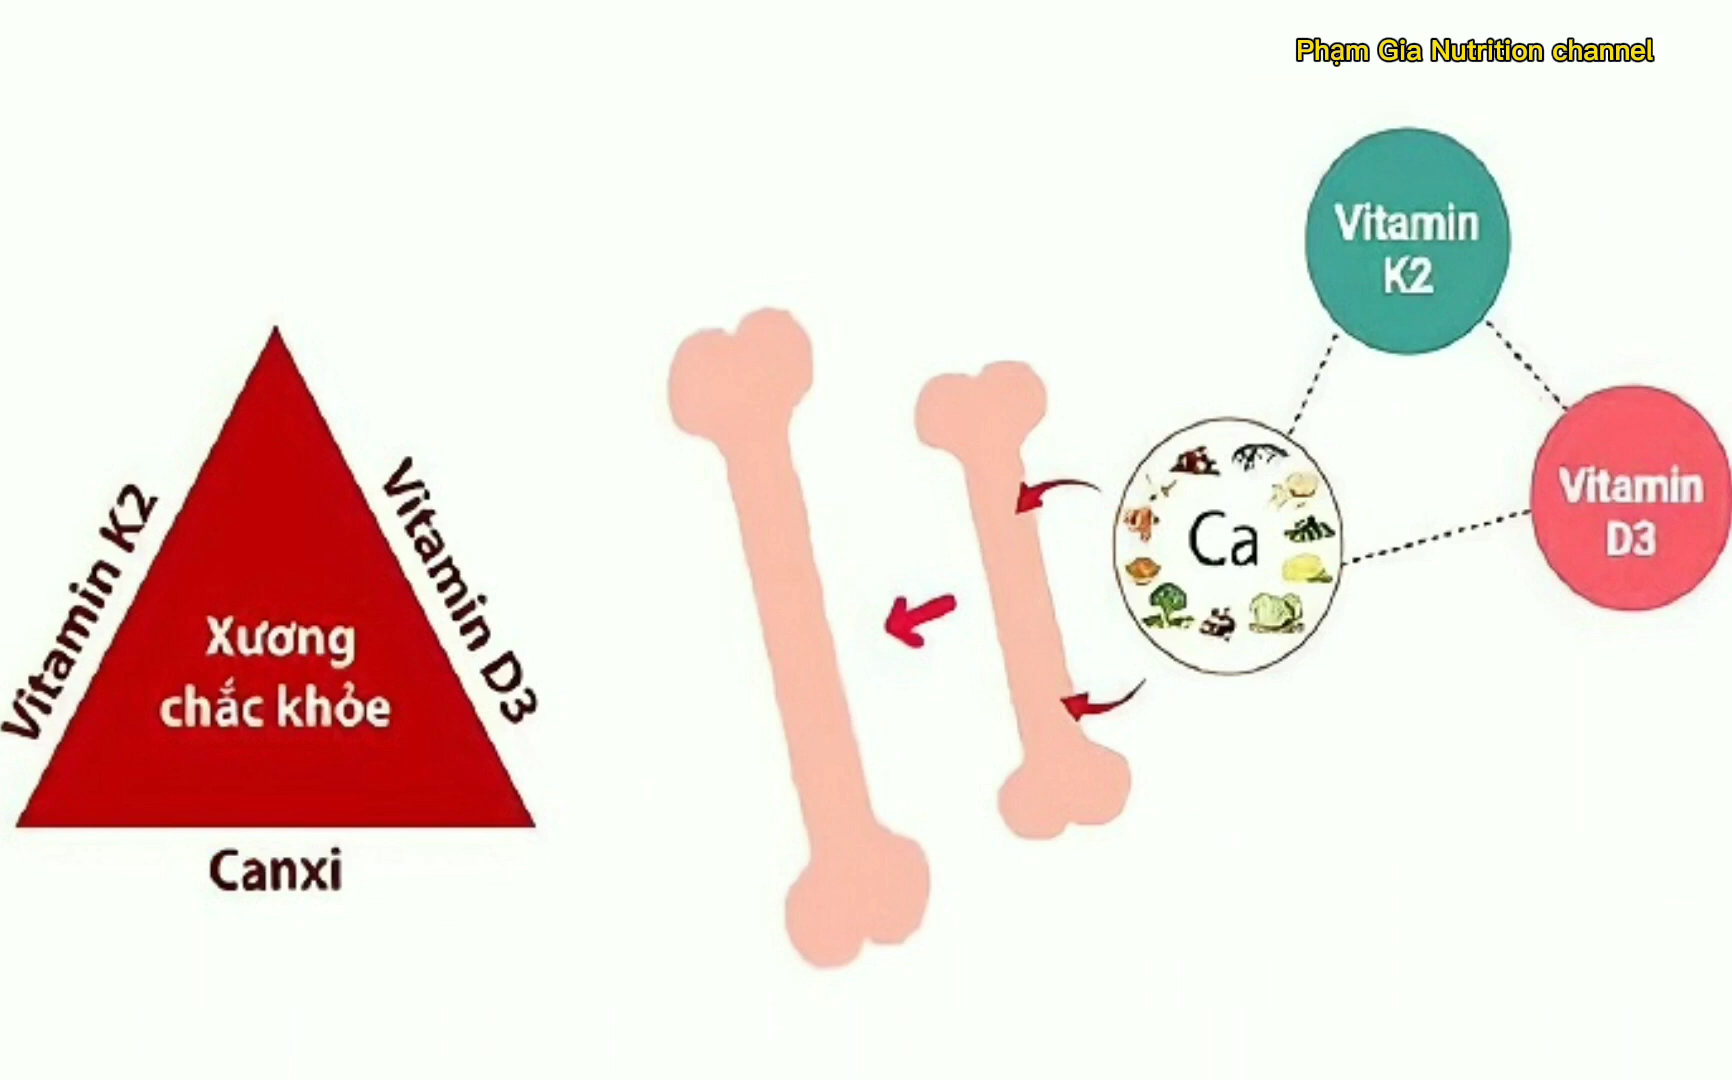 Phạm Gia Nutrition channel
Vitamin
K2
Vitamin
D3
Ca
Vitamin K2
Vitamin D3
Xương
chắc khỏe
Canxi